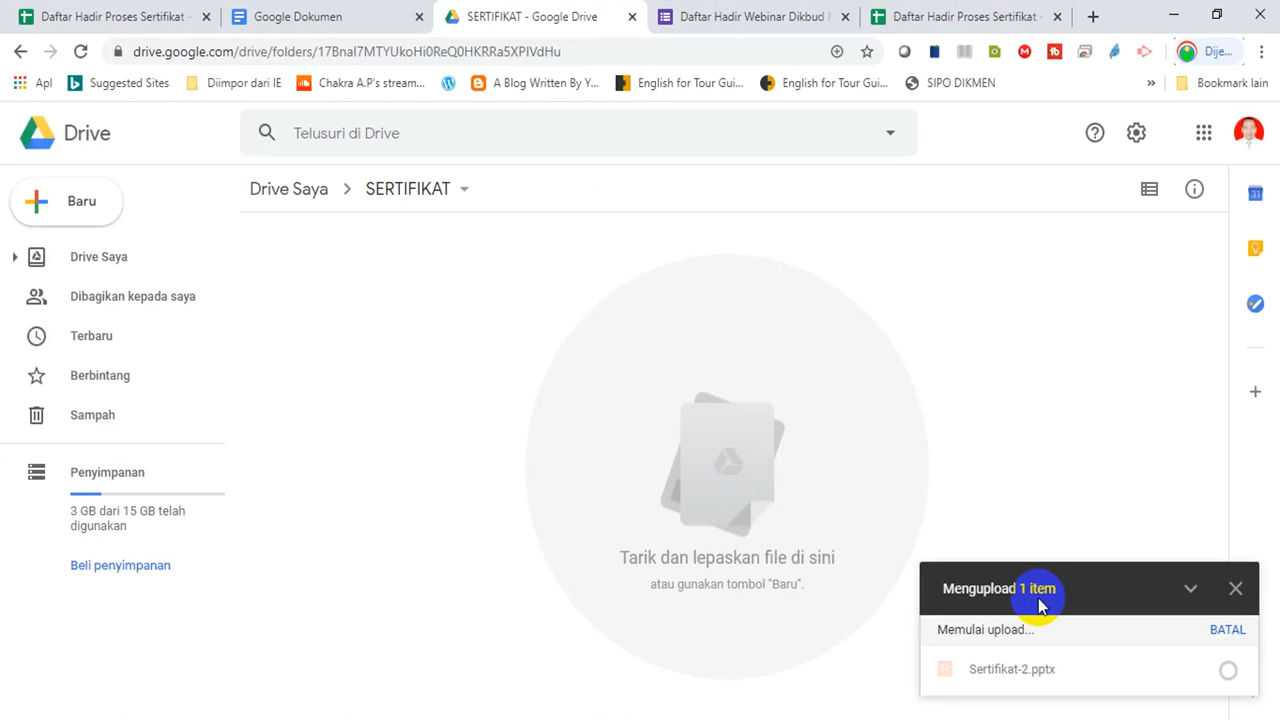 Daftar Hadir Proses Sertifikat -
Google Dokumen
SERTIFIKAT - Google Drive
Daftar Hadir Webinar Dikbud
Daftar Hadir Proses Sertifikat -
drive.google.com/drive/folders/17BnaI7MTYUkoHi0ReQ0HKRRa5XPIVdHu
Dije...
Apl
Suggested Sites
Diimpor dari IE
Chakra A.P's stream...
A Blog Written By Y...
English for Tour Gui...
English for Tour Gui...
SIPO DIKMEN
»
Bookmark lain
Drive
Telusuri di Drive
Baru
Drive Saya > SERTIFIKAT
Drive Saya
Dibagikan kepada saya
Terbaru
Berbintang
Sampah
Penyimpanan
3 GB dari 15 GB telah
digunakan
Beli penyimpanan
Tarik dan lepaskan file di sini
atau gunakan tombol "Baru".
31
Mengupload 1 item
Memulai upload...
BATAL
Sertifikat-2.pptx